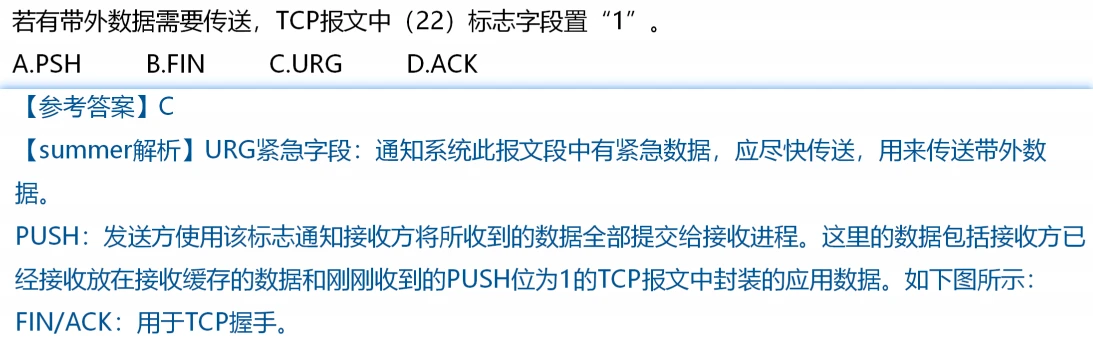 若有带外数据需要传送，TCP报文中（22）标志字段置“1”。
A.PSH B.FIN C.URG D.ACK
【参考答案】C
【summer解析】URG紧急字段：通知系统此报文段中有紧急数据，应尽快传送，用来传送带外数
据。
PUSH：发送方使用该标志通知接收方将所收到的数据全部提交给接收进程。这里的数据包括接收方已
经接收放在接收缓存的数据和刚刚收到的PUSH位为1的TCP报文中封装的应用数据。如下图所示：
FIN/ACK：用于TCP握手。